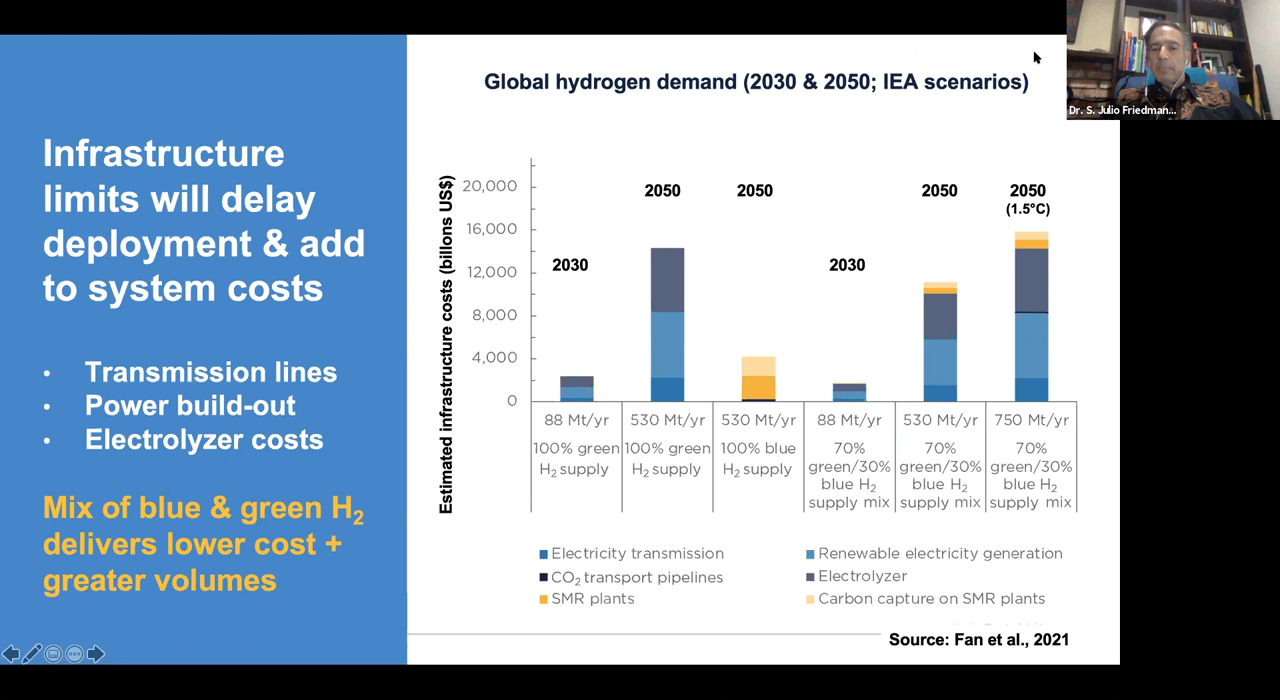 Infrastructure
limits will delay
deployment & add
to system costs
• Transmission lines
• Power build-out
• Electrolyzer costs
Mix of blue & green H2
delivers lower cost +
greater volumes
Global hydrogen demand (2030 & 2050; IEA scenarios)
Dr. S. Julio Friedman...
Estimated infrastructure costs (billons US$)
20,000
16,000
12,000
8,000
4,000
0
2030
2050
2050
2030
2050
2050
(1.5°C)
88 Mt/yr
100% green
H2 supply
530 Mt/yr
100% green
H2 supply
530 Mt/yr
100% blue
H2 supply
88 Mt/yr
70%
green/30%
blue H2
supply mix
530 Mt/yr
70%
green/30%
blue H2
supply mix
750 Mt/yr
70%
green/30%
blue H2
supply mix
Electricity transmission
Renewable electricity generation
CO2 transport pipelines
Electrolyzer
SMR plants
Carbon capture on SMR plants
Source: Fan et al., 2021